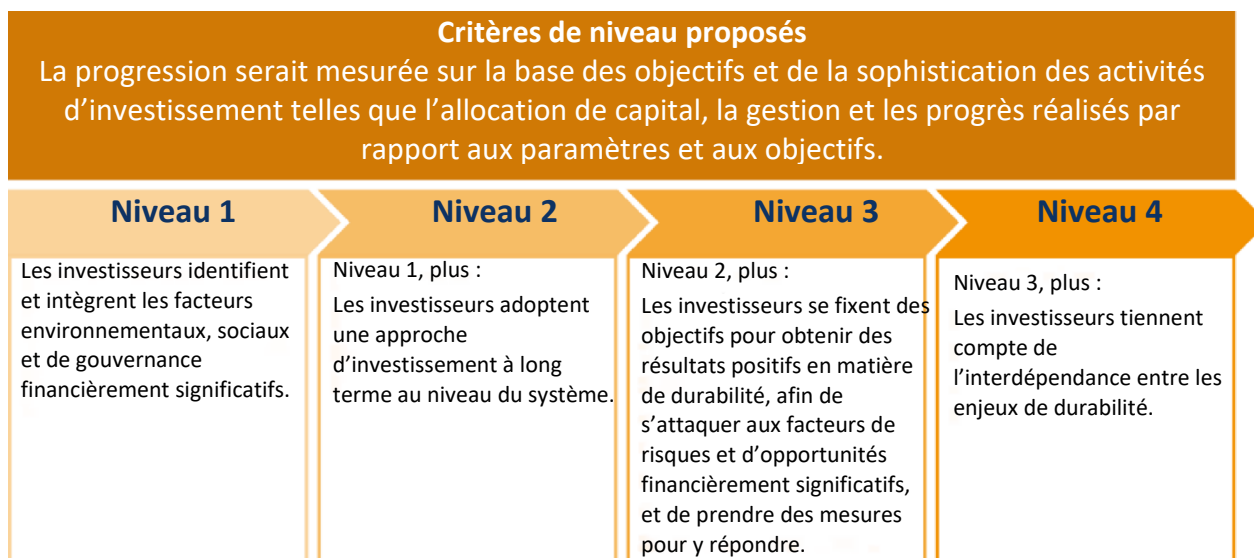 Critères de niveau proposés
La progression serait mesurée sur la base des objectifs et de la sophistication des activités
d’investissement telles que l’allocation de capital, la gestion et les progrès réalisés par
rapport aux paramètres et aux objectifs.
Niveau 1
Les investisseurs identifient
et intègrent les facteurs
environnementaux, sociaux
et de gouvernance
financièrement significatifs.
Niveau 2
Niveau 1, plus :
Les investisseurs adoptent
une approche
d’investissement à long
terme au niveau du système.
Niveau 3
Niveau 2, plus :
Les investisseurs se fixent des
objectifs pour obtenir des
résultats positifs en matière
de durabilité, afin de
s’attaquer aux facteurs de
risques et d’opportunités
financièrement significatifs,
et de prendre des mesures
pour y répondre.
Niveau 4
Niveau 3, plus :
Les investisseurs tiennent
compte de
l’interdépendance entre les
enjeux de durabilité.